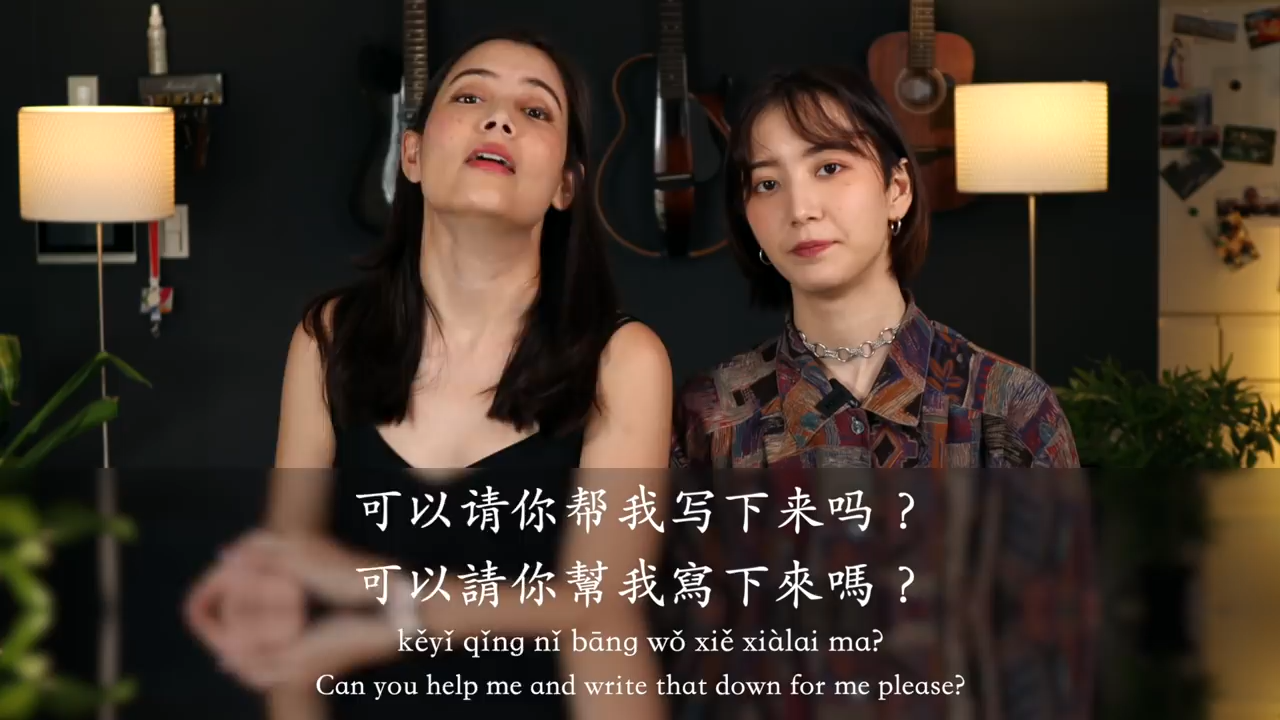 可以请你帮我写下来吗？
可以請你幫我寫下來嗎？
kěyǐ qǐng nǐ bāng wǒ xiě xiàlai ma?
Can you help me and write that down for me please?